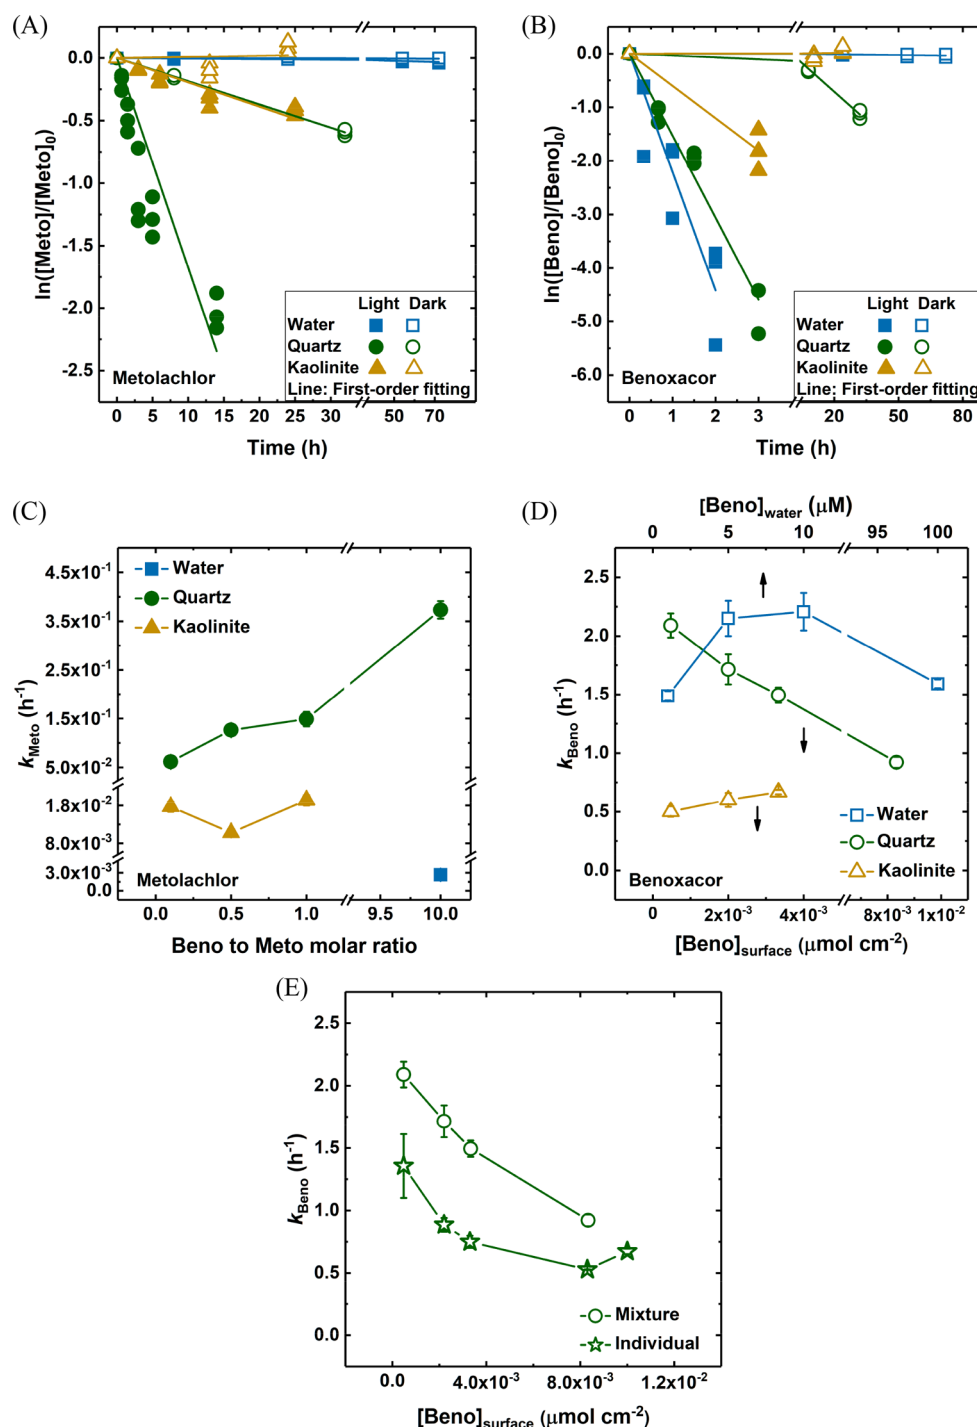 (A)
0.0
-0.5
-1.0
-1.5
-2.0
-2.5
ln([Meto]/[Meto]₀)
Light Dark
Water
Quartz
Kaolinite
Line: First-order fitting
Metolachlor
0 5 10 15 20 25 30 50 70
Time (h)
(B)
0.0
-1.0
-2.0
-3.0
-4.0
-5.0
-6.0
ln([Beno]/[Beno]₀)
Light Dark
Water
Quartz
Kaolinite
Line: First-order fitting
Benoxacor
0 1 2 3 20 50 80
Time (h)
(C)
4.5x10⁻¹
3.5x10⁻¹
1.5x10⁻¹
5.0x10⁻²
1.8x10⁻²
8.0x10⁻³
3.0x10⁻³
0.0
kMeto (h⁻¹)
Water
Quartz
Kaolinite
Metolachlor
0.0 0.5 1.0 9.5 10.0
Beno to Meto molar ratio
(D)
[Beno]water (μM)
0 5 10 95 100
2.5
2.0
1.5
1.0
0.5
0.0
kBeno (h⁻¹)
Water
Quartz
Kaolinite
Benoxacor
0 2x10⁻³ 4x10⁻³ 8x10⁻³ 1x10⁻²
[Beno]surface (μmol cm⁻²)
(E)
2.5
2.0
1.5
1.0
0.5
0.0
kBeno (h⁻¹)
Mixture
Individual
0.0 4.0x10⁻³ 8.0x10⁻³ 1.2x10⁻²
[Beno]surface (μmol cm⁻²)